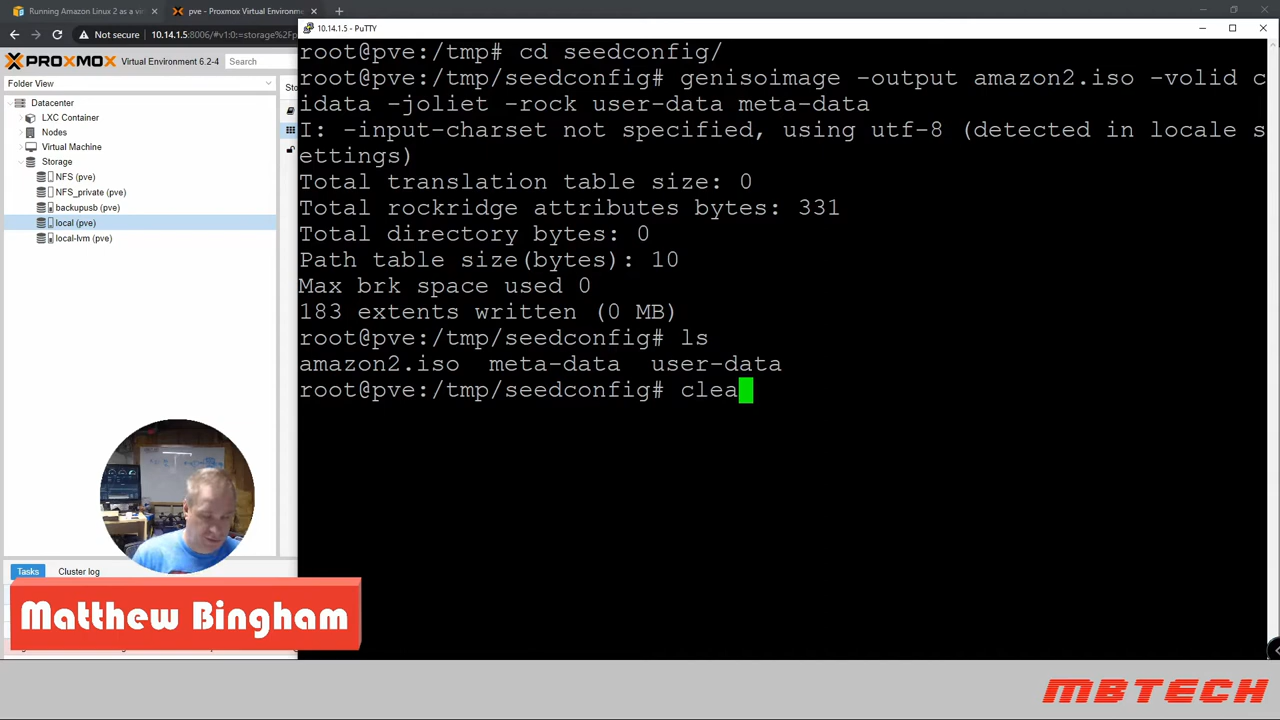 Running Amazon Linux 2 as a vi
pve - Proxmox Virtual Environme
Not secure
10.14.1.5:8006/#v1:0:=storage%2Fp
10.14.1.5 - PuTTY
PROXMOX Virtual Environment 6.2-4
Search
Folder View
Datacenter
LXC Container
Nodes
Virtual Machine
Storage
NFS (pve)
NFS_private (pve)
backupusb (pve)
local (pve)
local-lvm (pve)
Sto
root@pve:/tmp# cd seedconfig/
root@pve:/tmp/seedconfig# genisoimage -output amazon2.iso -volid c
idata -joliet -rock user-data meta-data
I: -input-charset not specified, using utf-8 (detected in locale s
ettings)
Total translation table size: 0
Total rockridge attributes bytes: 331
Total directory bytes: 0
Path table size(bytes): 10
Max brk space used 0
183 extents written (0 MB)
root@pve:/tmp/seedconfig# ls
amazon2.iso  meta-data  user-data
root@pve:/tmp/seedconfig# clea
Tasks
Cluster log
Matthew Bingham
MBTECH